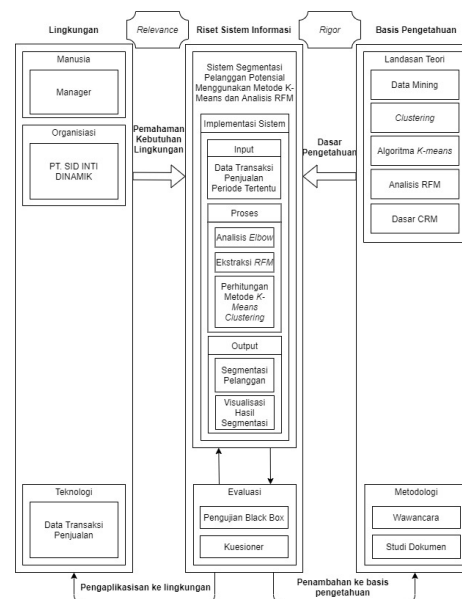 Lingkungan
Relevance
Riset Sistem Informasi
Rigor
Basis Pengetahuan
Manusia
Manager
Organisiasi
PT. SID INTI
DINAMIK
Teknologi
Data Transaksi
Penjualan
Pemahaman
Kebutuhan
Lingkungan
Sistem Segmentasi
Pelanggan Potensial
Menggunakan Metode K-
Means dan Analisis RFM
Implementasi Sistem
Input
Data Transaksi
Penjualan
Periode Tertentu
Proses
Analisis Elbow
Ekstraksi RFM
Perhitungan
Metode K-
Means
Clustering
Output
Segmentasi
Pelanggan
Visualisasi
Hasil
Segmentasi
Evaluasi
Pengujian Black Box
Kuesioner
Dasar
Pengetahuan
Landasan Teori
Data Mining
Clustering
Algoritma K-means
Analisis RFM
Dasar CRM
Metodologi
Wawancara
Studi Dokumen
Pengaplikasisan ke lingkungan
Penambahan ke basis
pengetahuan